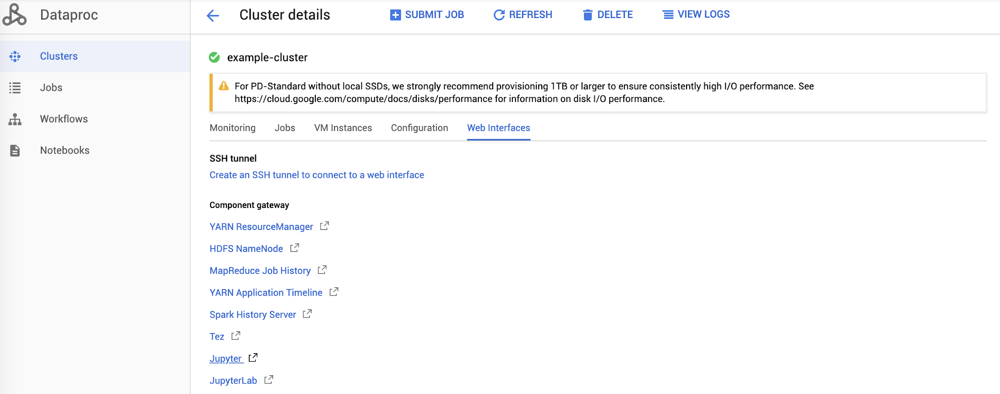 Dataproc
Clusters
Jobs
Workflows
Notebooks
Cluster details
SUBMIT JOB
REFRESH
DELETE
VIEW LOGS
example-cluster
For PD-Standard without local SSDs, we strongly recommend provisioning 1TB or larger to ensure consistently high I/O performance. See
https://cloud.google.com/compute/docs/disks/performance for information on disk I/O performance.
Monitoring
Jobs
VM Instances
Configuration
Web Interfaces
SSH tunnel
Create an SSH tunnel to connect to a web interface
Component gateway
YARN ResourceManager
HDFS NameNode
MapReduce Job History
YARN Application Timeline
Spark History Server
Tez
Jupyter
JupyterLab